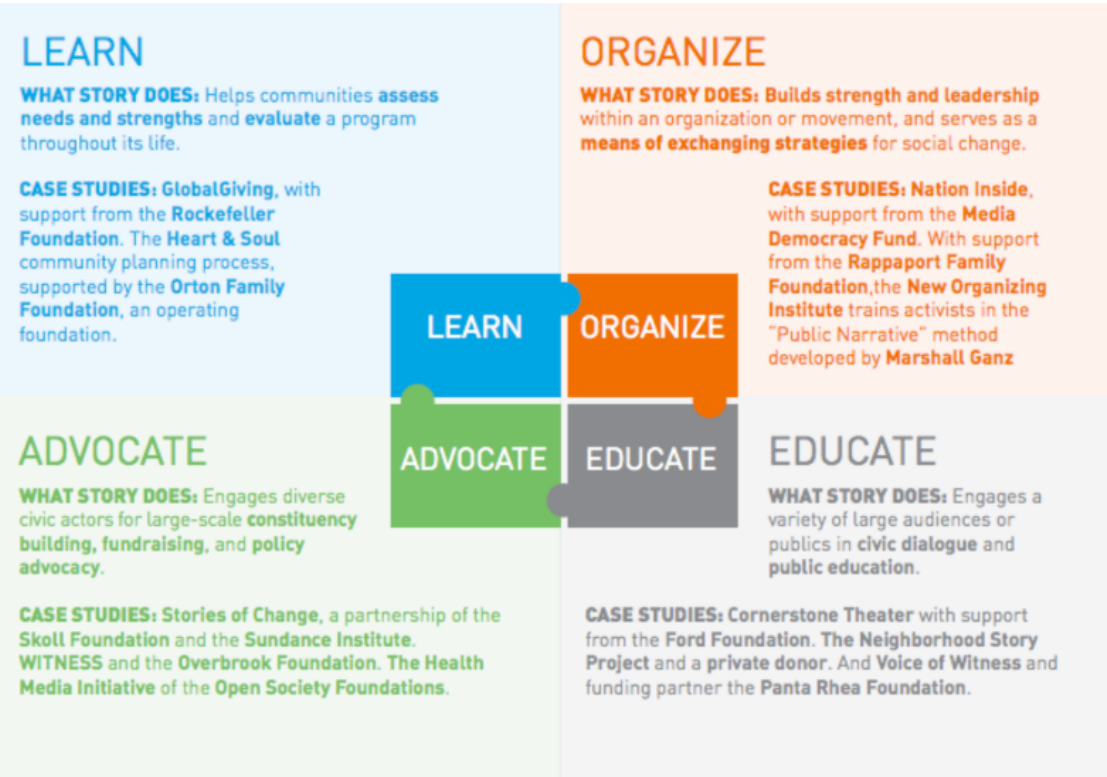 LEARN
WHAT STORY DOES: Helps communities assess
needs and strengths and evaluate a program
throughout its life.
CASE STUDIES: GlobalGiving, with
support from the Rockefeller
Foundation. The Heart & Soul
community planning process,
supported by the Orton Family
Foundation, an operating
foundation.
ORGANIZE
WHAT STORY DOES: Builds strength and leadership
within an organization or movement, and serves as a
means of exchanging strategies for social change.
CASE STUDIES: Nation Inside,
with support from the Media
Democracy Fund. With support
from the Rappaport Family
Foundation,the New Organizing
Institute trains activists in the
“Public Narrative” method
developed by Marshall Ganz
LEARN
ORGANIZE
ADVOCATE
EDUCATE
ADVOCATE
WHAT STORY DOES: Engages diverse
civic actors for large-scale constituency
building, fundraising, and policy
advocacy.
CASE STUDIES: Stories of Change, a partnership of the
Skoll Foundation and the Sundance Institute.
WITNESS and the Overbrook Foundation. The Health
Media Initiative of the Open Society Foundations.
EDUCATE
WHAT STORY DOES: Engages a
variety of large audiences or
publics in civic dialogue and
public education.
CASE STUDIES: Cornerstone Theater with support
from the Ford Foundation. The Neighborhood Story
Project and a private donor. And Voice of Witness and
funding partner the Panta Rhea Foundation.